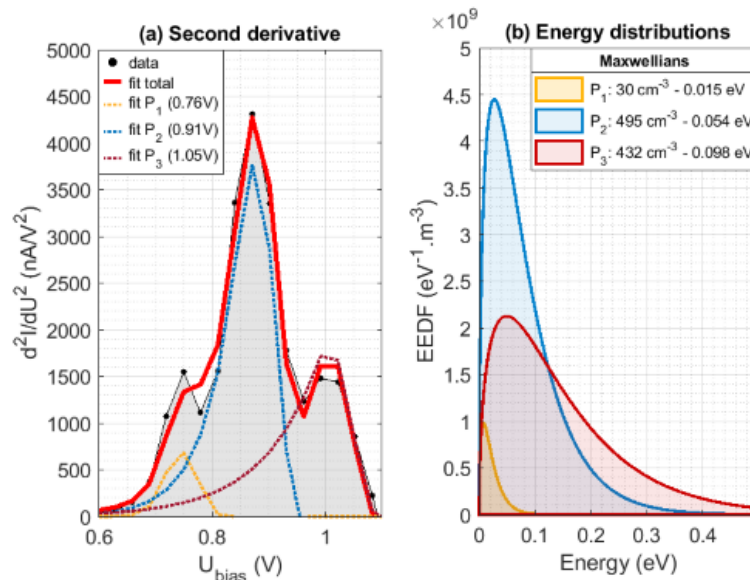 (a) Second derivative
5000
4500
4000
3500
3000
2500
2000
1500
1000
500
0
d²I/dU² (nA/V²)
data
fit total
fit P₁ (0.76V)
fit P₂ (0.91V)
fit P₃ (1.05V)
0.6 0.8 1
U_bias (V)
(b) Energy distributions
×10⁹
5
4.5
4
3.5
3
2.5
2
1.5
1
0.5
0
EEDF (eV⁻¹.m⁻³)
Maxwellians
P₁: 30 cm⁻³ - 0.015 eV
P₂: 495 cm⁻³ - 0.054 eV
P₃: 432 cm⁻³ - 0.098 eV
0 0.1 0.2 0.3 0.4
Energy (eV)